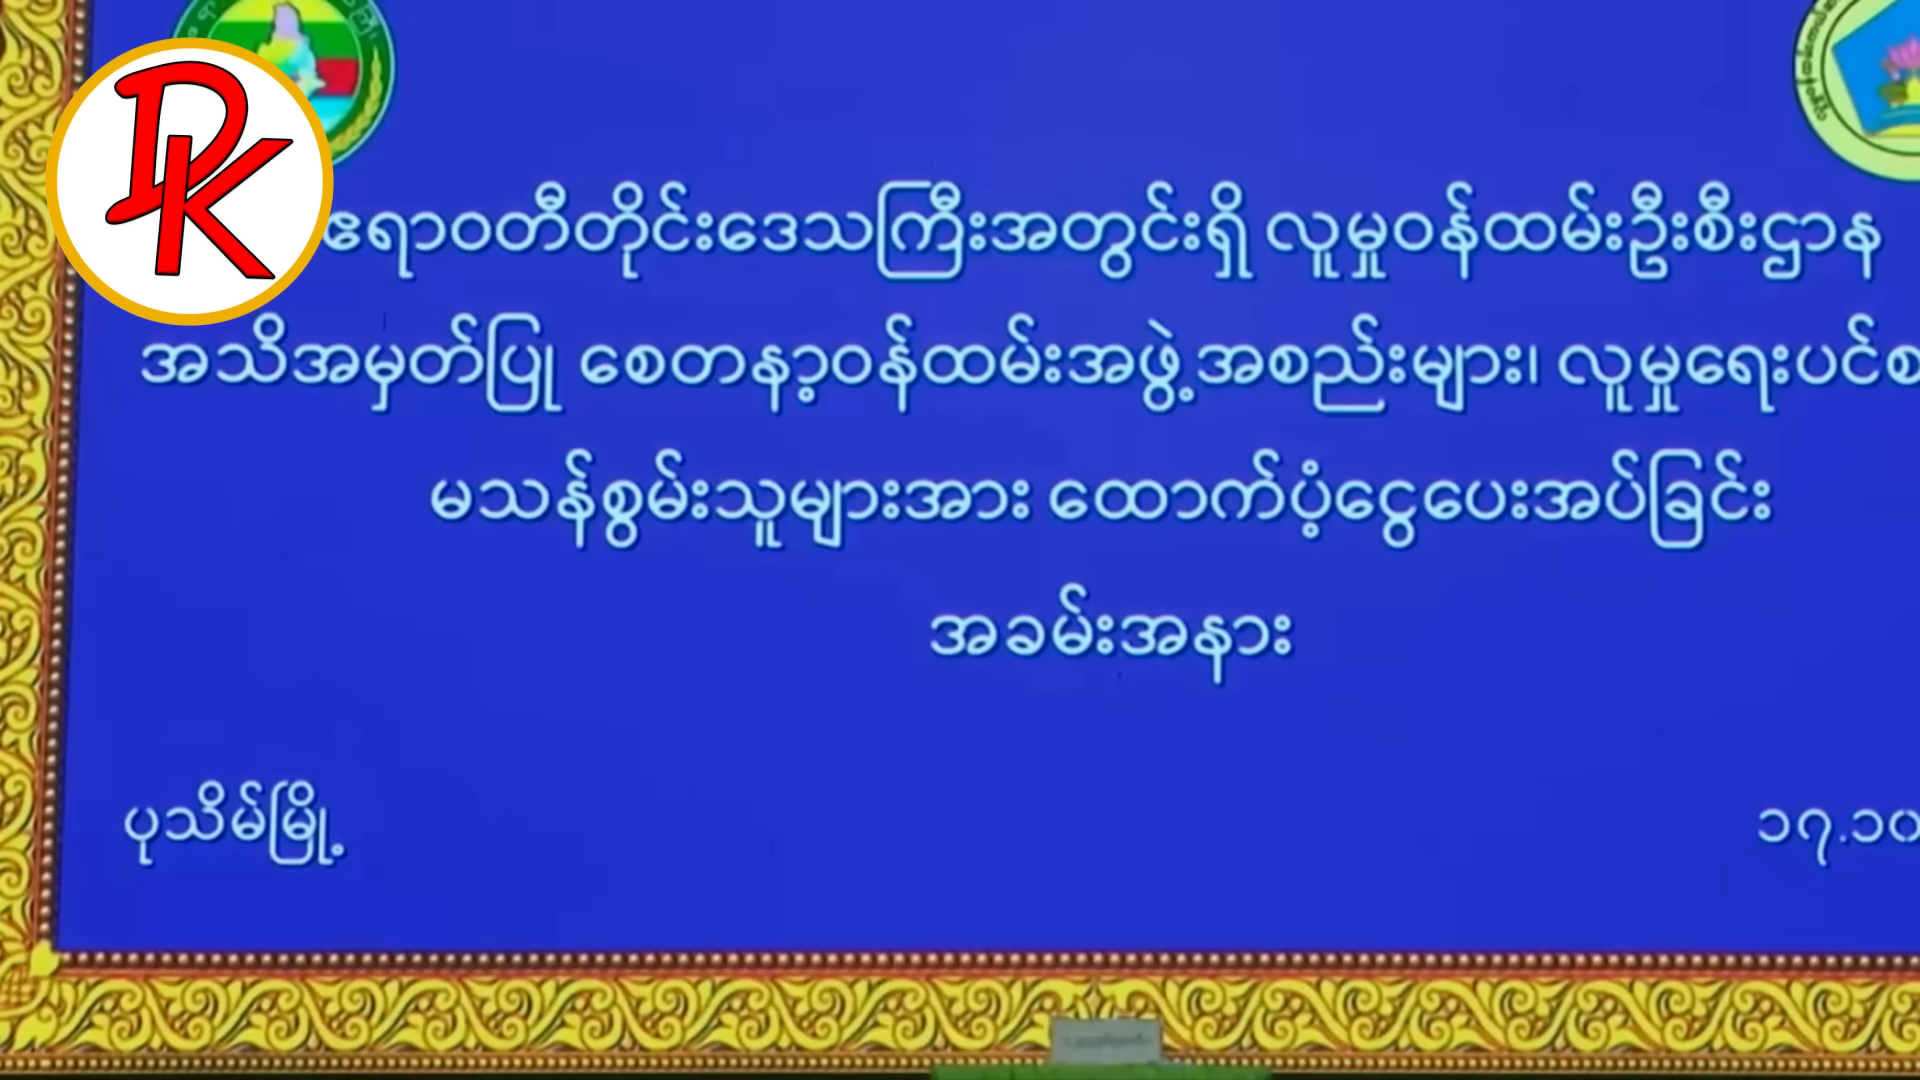 DK
ဧရာဝတီတိုင်းဒေသကြီးအတွင်းရှိ လူမှုဝန်ထမ်းဦးစီးဌာန
အသိအမှတ်ပြု စေတနာ့ဝန်ထမ်းအဖွဲ့အစည်းများ၊ လူမှုရေးပင်စ
မသန်စွမ်းသူများအား ထောက်ပံ့ငွေပေးအပ်ခြင်း
အခမ်းအနား
ပုသိမ်မြို့
၁၇.၁၀